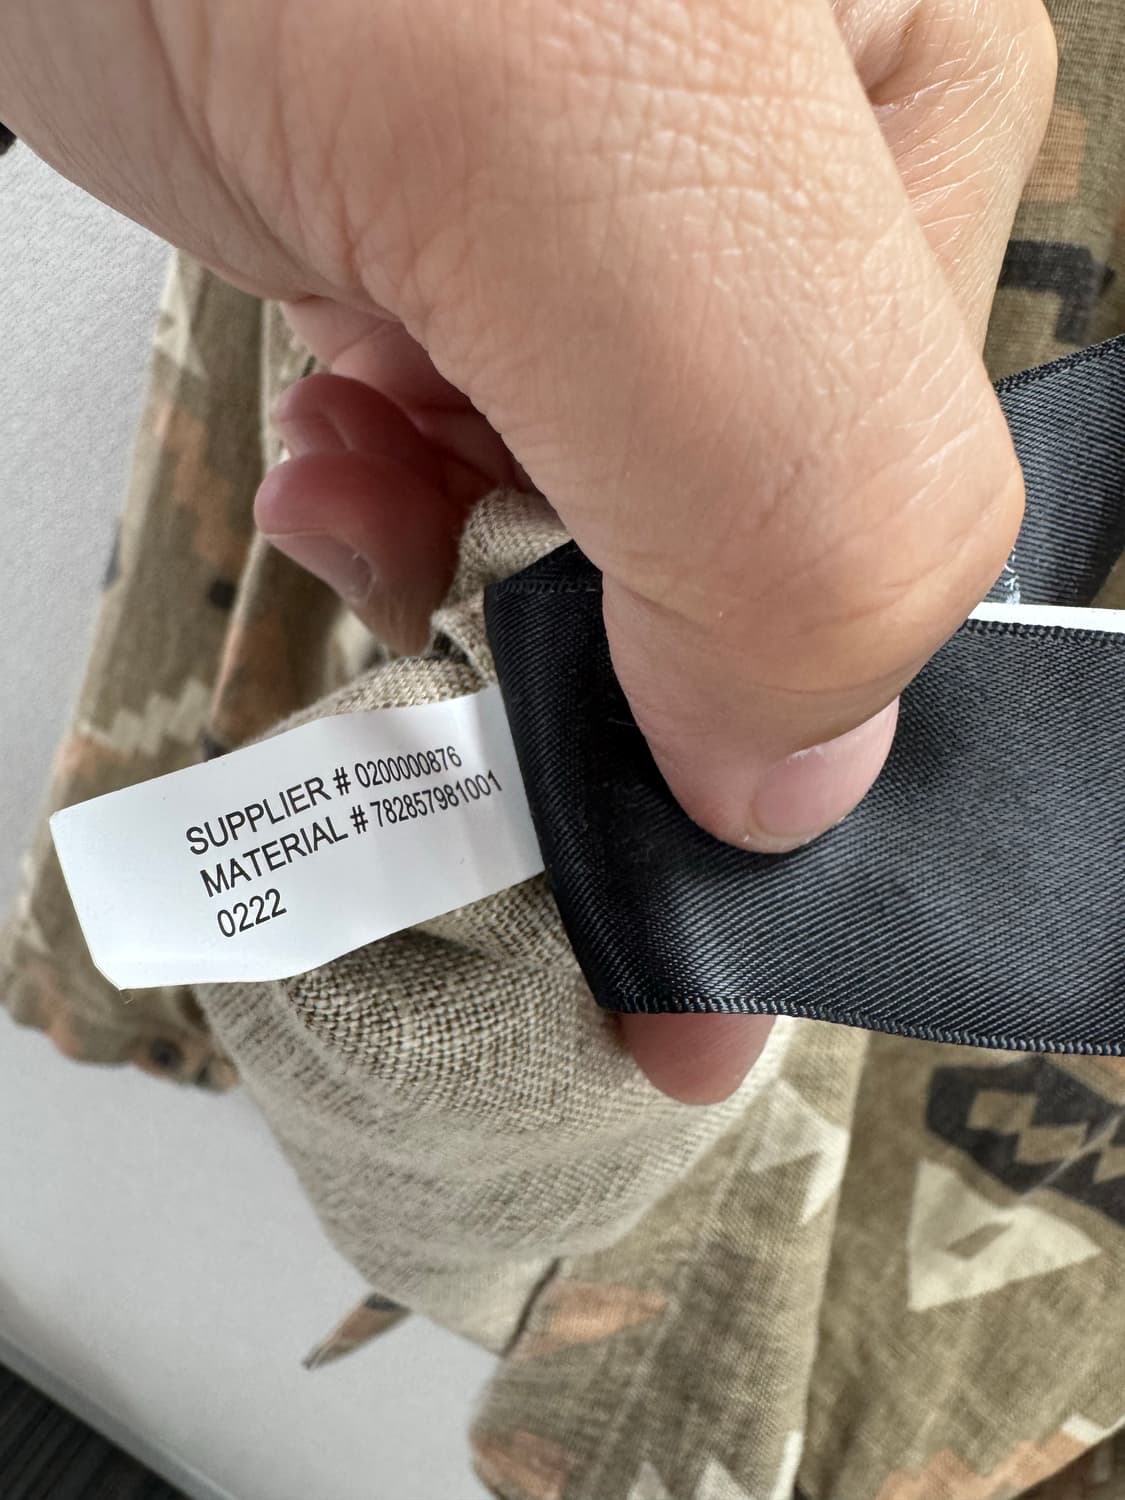 SUPPLIER # 0200000876
MATERIAL # 782857981001
0222